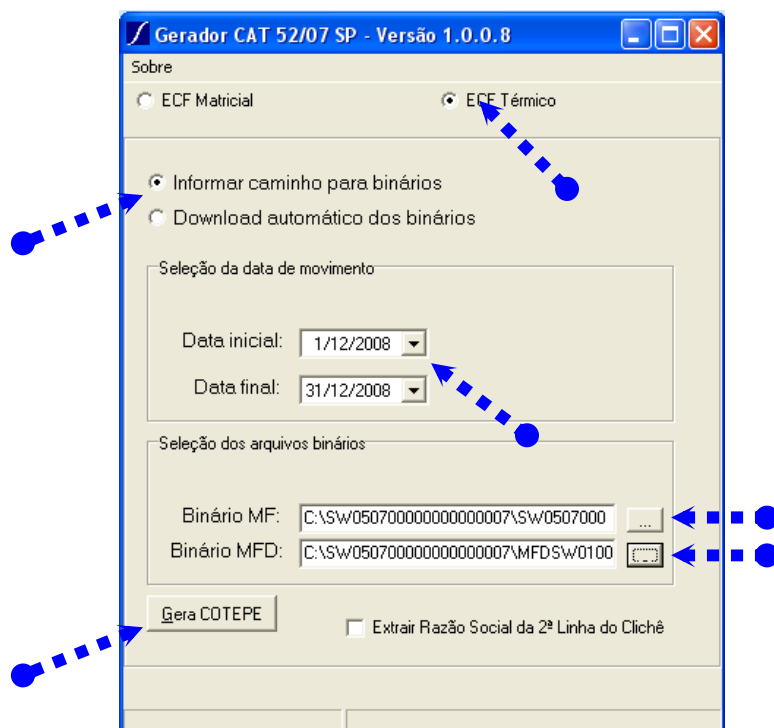 Gerador CAT 52/07 SP - Versão 1.0.0.8
Sobre
ECF Matricial
ECF Térmico
Informar caminho para binários
Download automático dos binários
Seleção da data de movimento
Data inicial: 1/12/2008
Data final: 31/12/2008
Seleção dos arquivos binários
Binário MF: C:\SW050700000000000007\SW0507000 ...
Binário MFD: C:\SW050700000000000007\MFDSW0100 ...
Gera COTEPE
Extrair Razão Social da 2ª Linha do Clichê